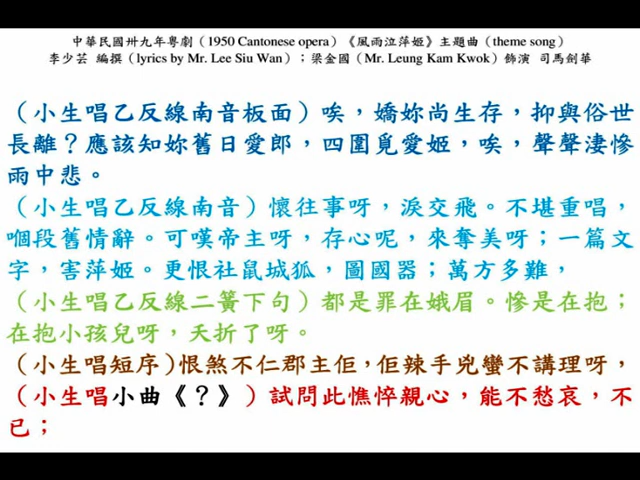 中華民國卅九年粵劇（1950 Cantonese opera）《風雨泣萍姬》主題曲（theme song）
李少芸 編撰（lyrics by Mr. Lee Siu Wan）；梁金國（Mr. Leung Kam Kwok）飾演 司馬劍華
（小生唱乙反線南音板面）唉，嬌妳尚生存，抑與俗世
長離？應該知妳舊日愛郎，四圍覓愛姬，唉，聲聲淒慘
雨中悲。
（小生唱乙反線南音）懷往事呀，淚交飛。不堪重唱，
嗰段舊情辭。可嘆帝主呀，存心呢，來奪美呀；一篇文
字，害萍姬。更恨社鼠城狐，圖國器；萬方多難，
（小生唱乙反線二簧下句）都是罪在娥眉。慘是在抱；
在抱小孩兒呀，夭折了呀。
（小生唱短序）恨煞不仁郡主佢，佢辣手兇蠻不講理呀，
（小生唱小曲《？》）試問此憔悴親心，能不愁哀，不
已；